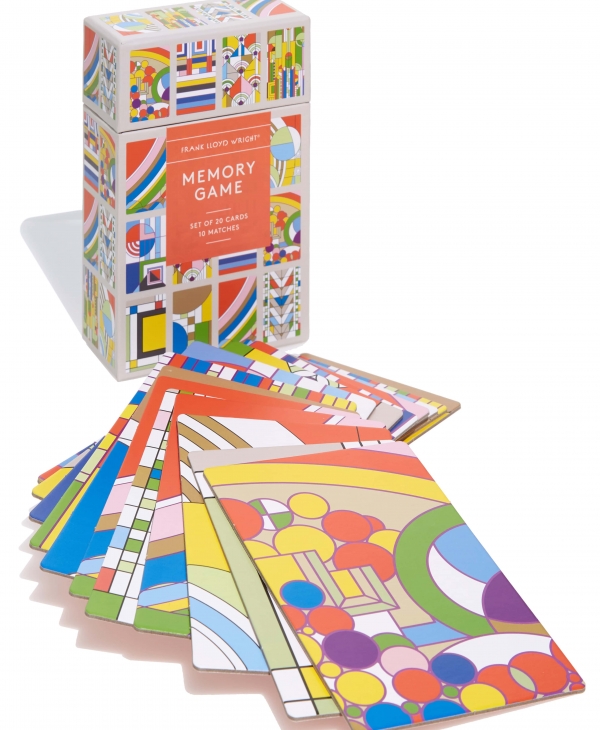 FRANK LLOYD WRIGHT®
MEMORY
GAME
SET OF 20 CARDS
10 MATCHES